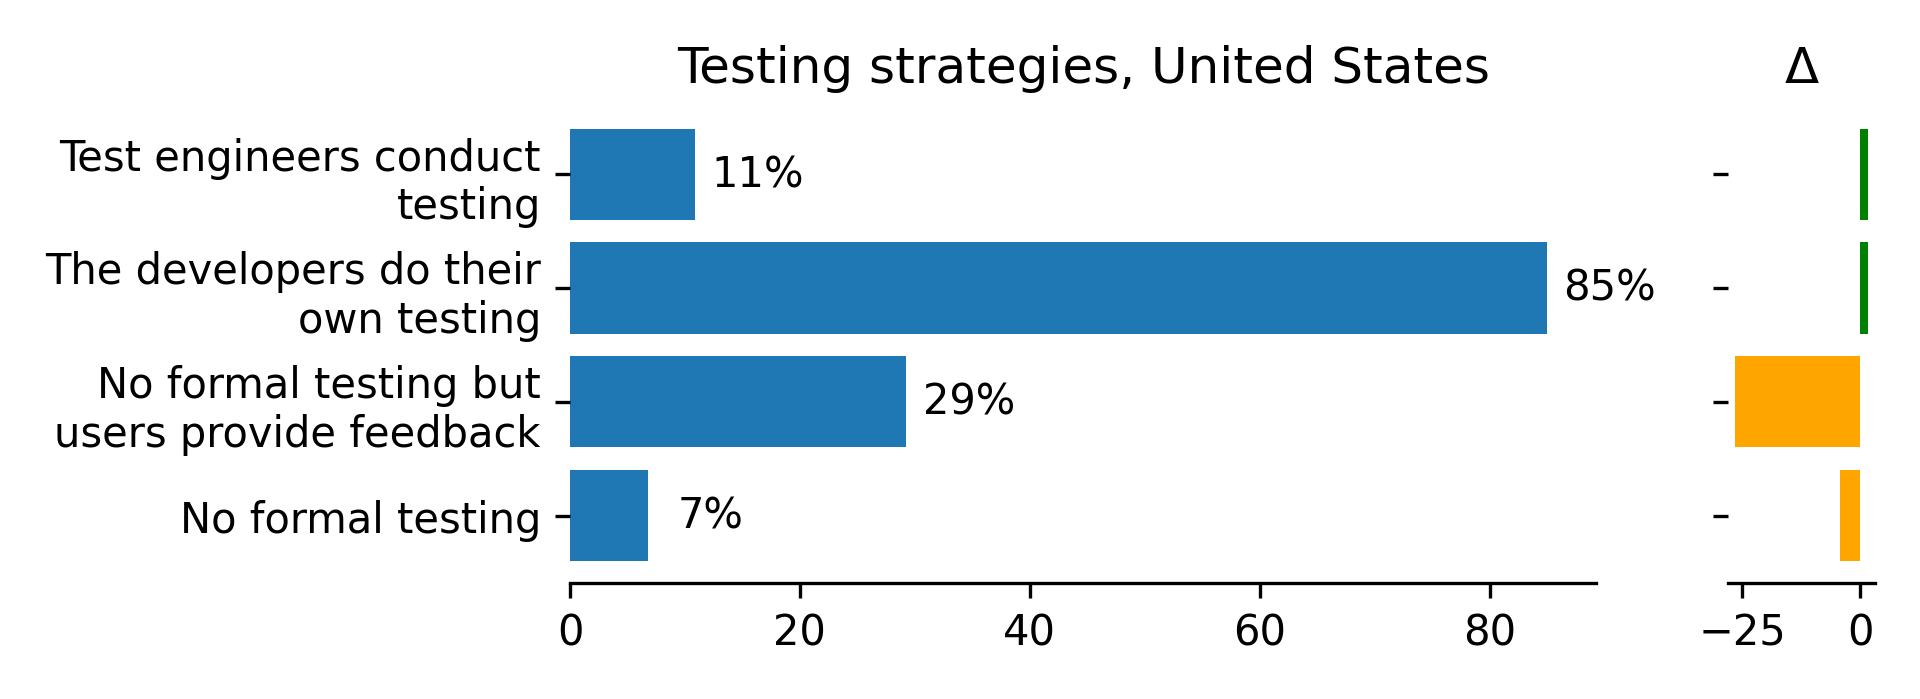 Testing strategies, United States
Δ
Test engineers conduct
testing
11%
The developers do their
own testing
85%
No formal testing but
users provide feedback
29%
No formal testing
7%
0 20 40 60 80
−25 0